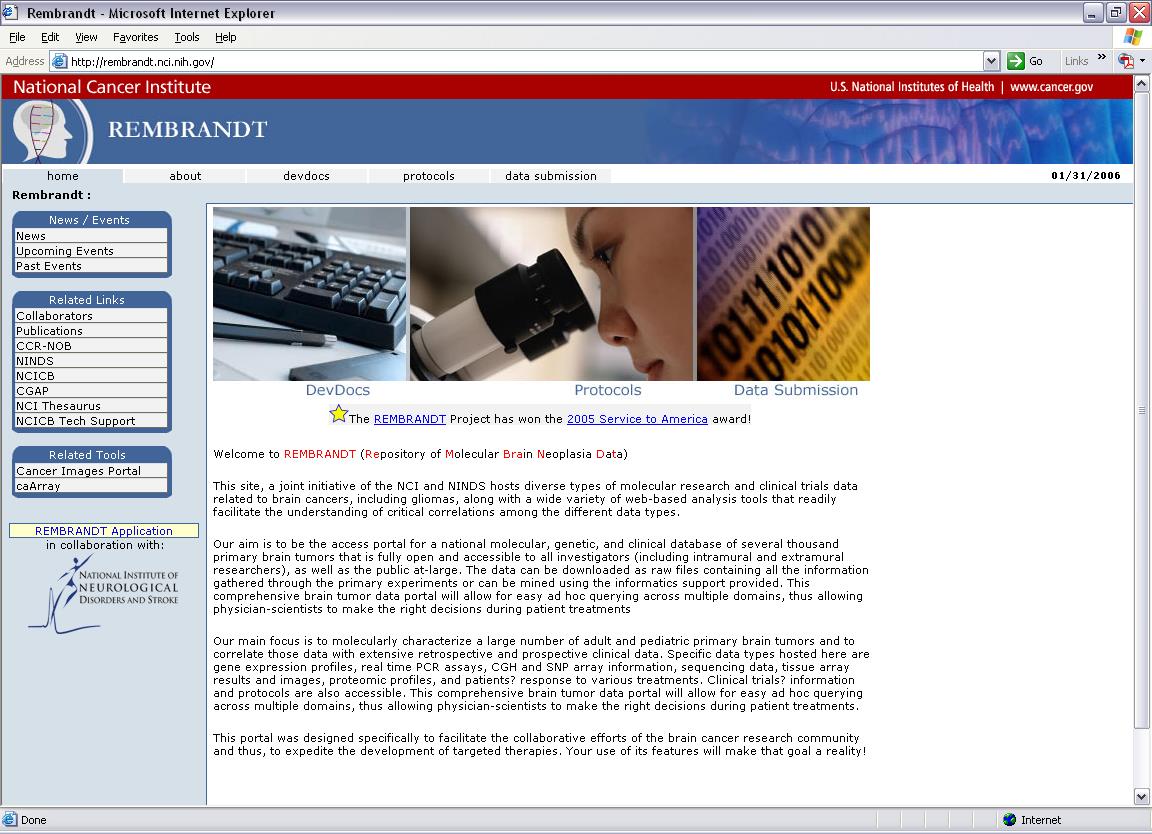 Rembrandt - Microsoft Internet Explorer
File Edit View Favorites Tools Help
Address http://rembrandt.nci.nih.gov/ Go Links »
National Cancer Institute
U.S. National Institutes of Health | www.cancer.gov
REMBRANDT
home about devdocs protocols data submission 01/31/2006
Rembrandt :
News / Events
News
Upcoming Events
Past Events
Related Links
Collaborators
Publications
CCR-NOB
NINDS
NCICB
CGAP
NCI Thesaurus
NCICB Tech Support
Related Tools
Cancer Images Portal
caArray
REMBRANDT Application
in collaboration with:
NATIONAL INSTITUTE OF
NEUROLOGICAL
DISORDERS AND STROKE
DevDocs Protocols Data Submission
The REMBRANDT Project has won the 2005 Service to America award!
Welcome to REMBRANDT (Repository of Molecular Brain Neoplasia Data)
This site, a joint initiative of the NCI and NINDS hosts diverse types of molecular research and clinical trials data
related to brain cancers, including gliomas, along with a wide variety of web-based analysis tools that readily
facilitate the understanding of critical correlations among the different data types.
Our aim is to be the access portal for a national molecular, genetic, and clinical database of several thousand
primary brain tumors that is fully open and accessible to all investigators (including intramural and extramural
researchers), as well as the public at-large. The data can be downloaded as raw files containing all the information
gathered through the primary experiments or can be mined using the informatics support provided. This
comprehensive brain tumor data portal will allow for easy ad hoc querying across multiple domains, thus allowing
physician-scientists to make the right decisions during patient treatments
Our main focus is to molecularly characterize a large number of adult and pediatric primary brain tumors and to
correlate those data with extensive retrospective and prospective clinical data. Specific data types hosted here are
gene expression profiles, real time PCR assays, CGH and SNP array information, sequencing data, tissue array
results and images, proteomic profiles, and patients? response to various treatments. Clinical trials? information
and protocols are also accessible. This comprehensive brain tumor data portal will allow for easy ad hoc querying
across multiple domains, thus allowing physician-scientists to make the right decisions during patient treatments.
This portal was designed specifically to facilitate the collaborative efforts of the brain cancer research community
and thus, to expedite the development of targeted therapies. Your use of its features will make that goal a reality!
Done Internet